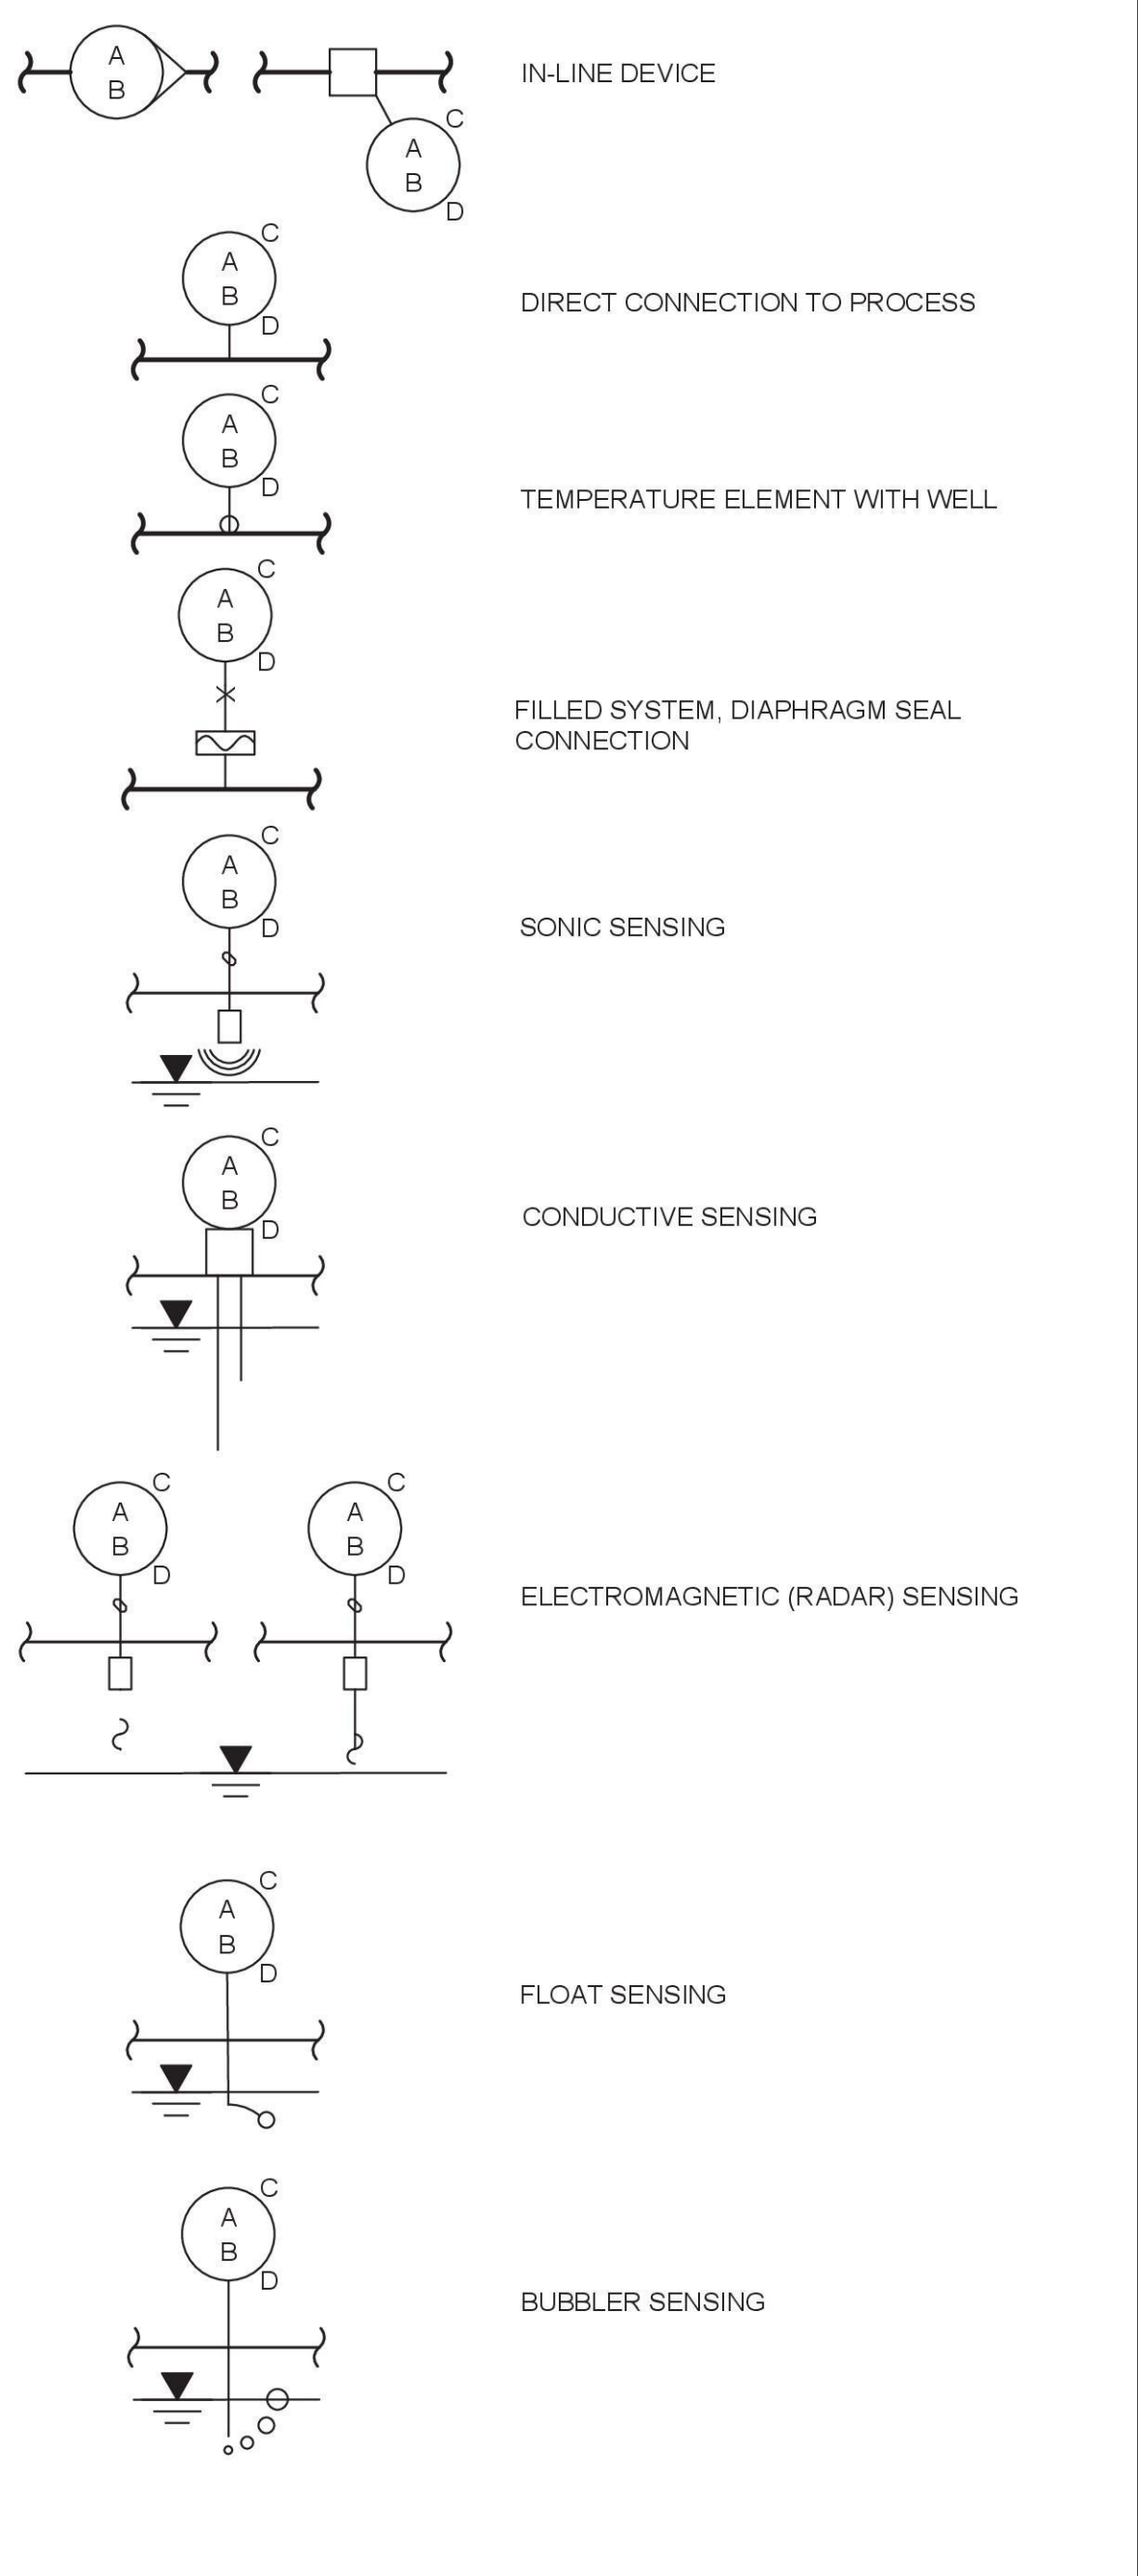 A
B
IN-LINE DEVICE
C
A
B
D
C
A
B
D
DIRECT CONNECTION TO PROCESS
C
A
B
D
TEMPERATURE ELEMENT WITH WELL
C
A
B
D
FILLED SYSTEM, DIAPHRAGM SEAL
CONNECTION
C
A
B
D
SONIC SENSING
C
A
B
D
CONDUCTIVE SENSING
C
A
B
D
C
A
B
D
ELECTROMAGNETIC (RADAR) SENSING
C
A
B
D
FLOAT SENSING
C
A
B
D
BUBBLER SENSING